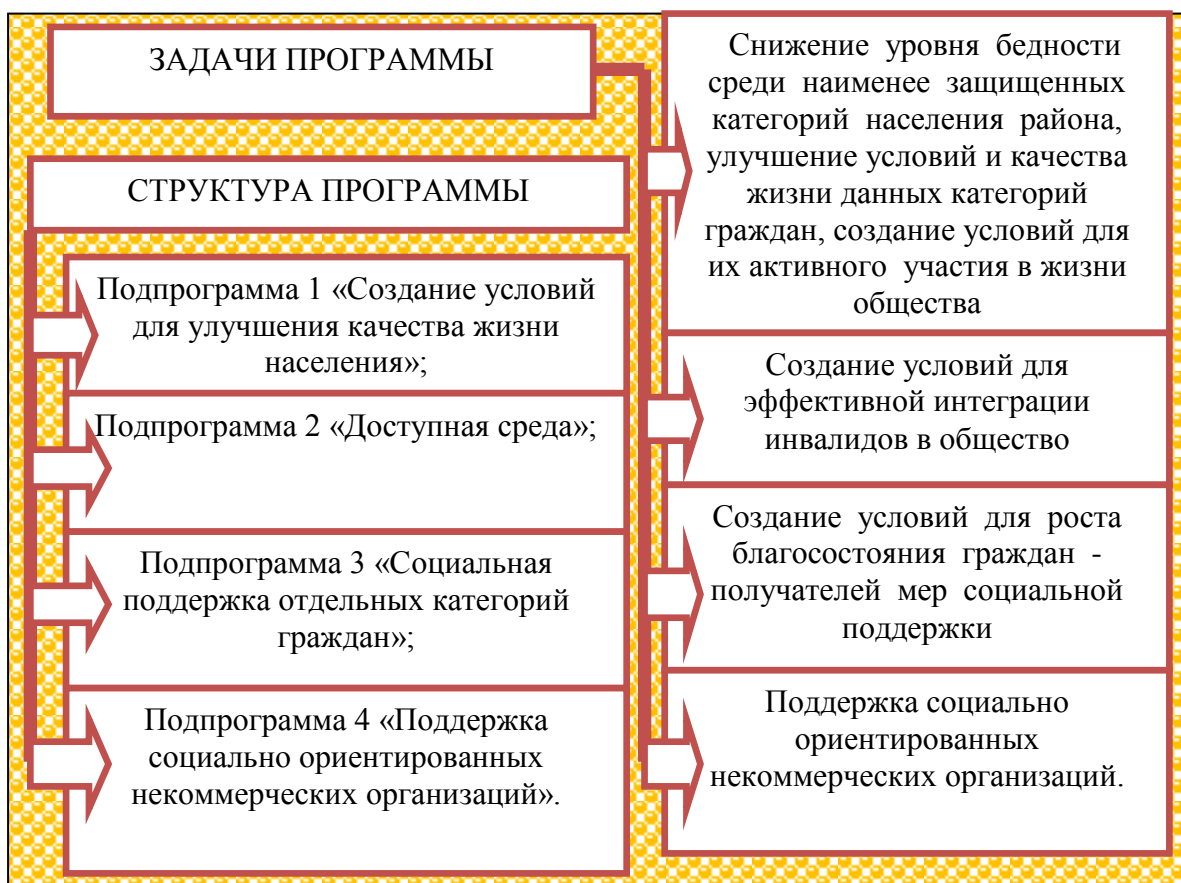 ЗАДАЧИ ПРОГРАММЫ
СТРУКТУРА ПРОГРАММЫ
Подпрограмма 1 «Создание условий
для улучшения качества жизни
населения»;
Подпрограмма 2 «Доступная среда»;
Подпрограмма 3 «Социальная
поддержка отдельных категорий
граждан»;
Подпрограмма 4 «Поддержка
социально ориентированных
некоммерческих организаций».
Снижение уровня бедности
среди наименее защищенных
категорий населения района,
улучшение условий и качества
жизни данных категорий
граждан, создание условий для
их активного участия в жизни
общества
Создание условий для
эффективной интеграции
инвалидов в общество
Создание условий для роста
благосостояния граждан -
получателей мер социальной
поддержки
Поддержка социально
ориентированных
некоммерческих организаций.